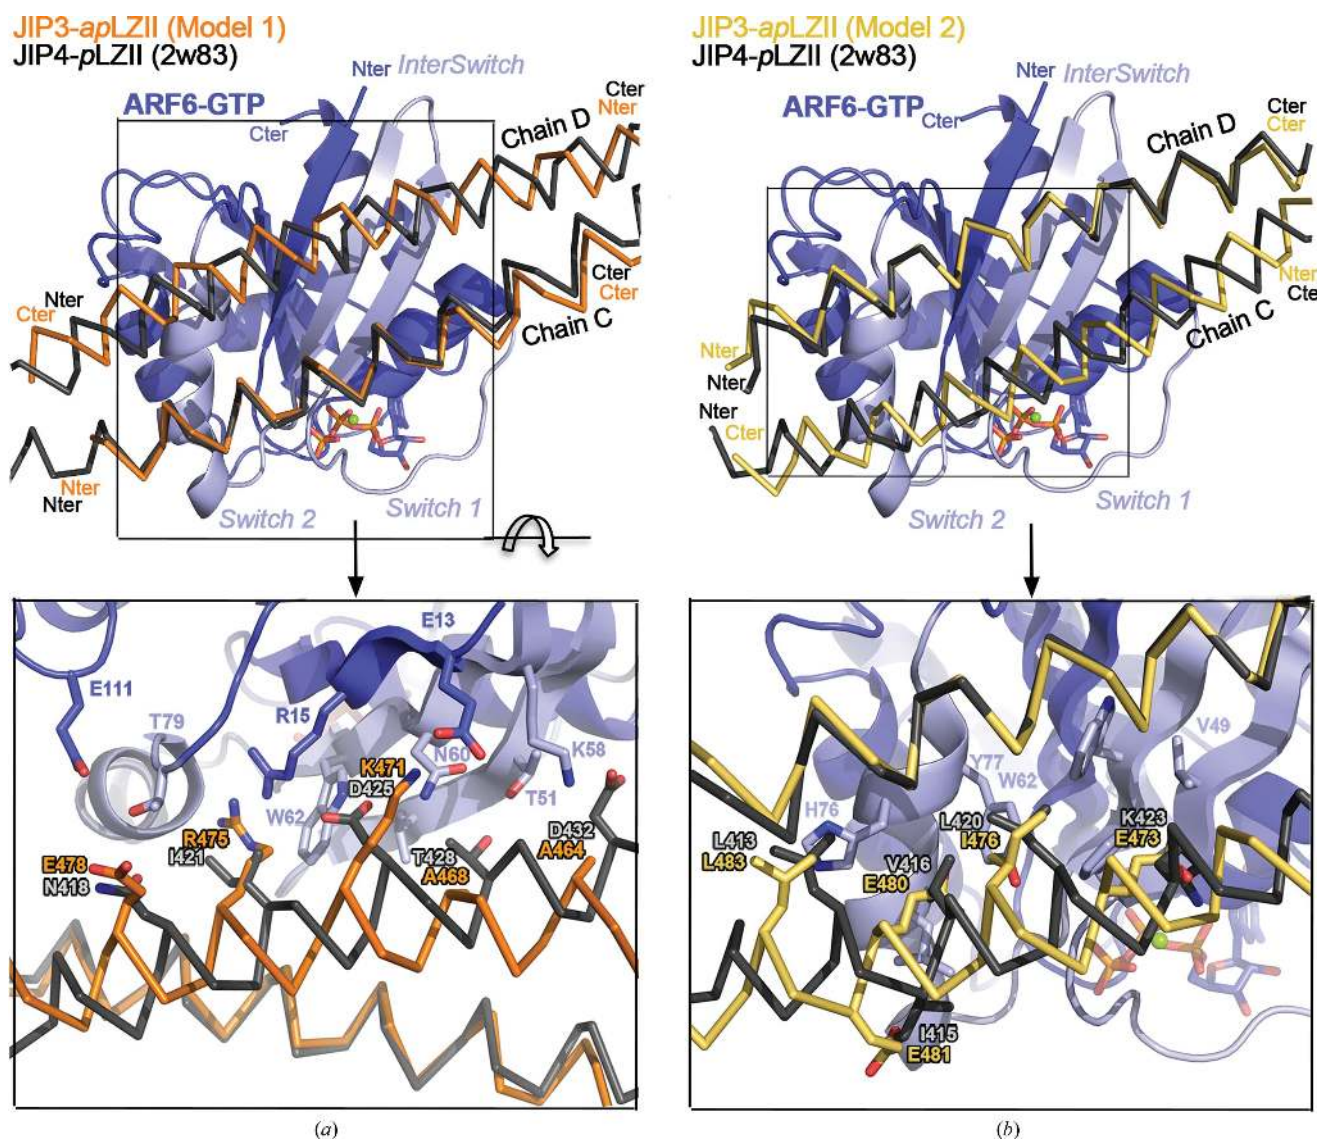 JIP3-apLZII (Model 1)
JIP4-pLZII (2w83)
Nter
InterSwitch
ARF6-GTP
Cter
Chain D
Cter
Nter
Nter
Cter
Cter
Cter
Chain C
Nter
Nter
Switch 2
Switch 1
E13
E111
T79
R15
N60
K58
K471
D425
T51
W62
R475
I421
D432
A464
T428
A468
E478
N418
(a)
JIP3-apLZII (Model 2)
JIP4-pLZII (2w83)
Nter
InterSwitch
ARF6-GTP
Cter
Chain D
Cter
Cter
Nter
Cter
Chain C
Nter
Nter
Nter
Cter
Switch 1
Switch 2
V49
Y77
W62
H76
L413
L483
L420
I476
K423
E473
V416
E480
I415
E481
(b)